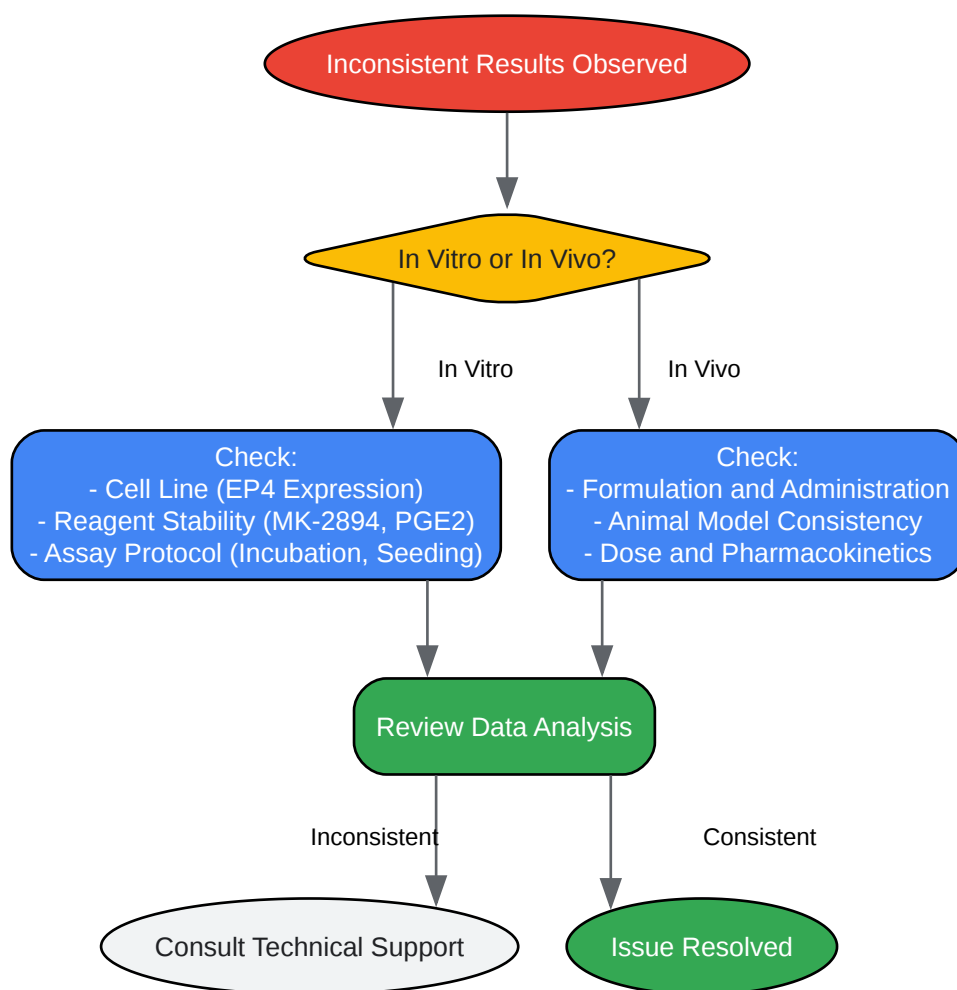 Inconsistent Results Observed
In Vitro or In Vivo?
In Vitro
In Vivo
Check:
- Cell Line (EP4 Expression)
- Reagent Stability (MK-2894, PGE2)
- Assay Protocol (Incubation, Seeding)
Check:
- Formulation and Administration
- Animal Model Consistency
- Dose and Pharmacokinetics
Review Data Analysis
Inconsistent
Consistent
Consult Technical Support
Issue Resolved